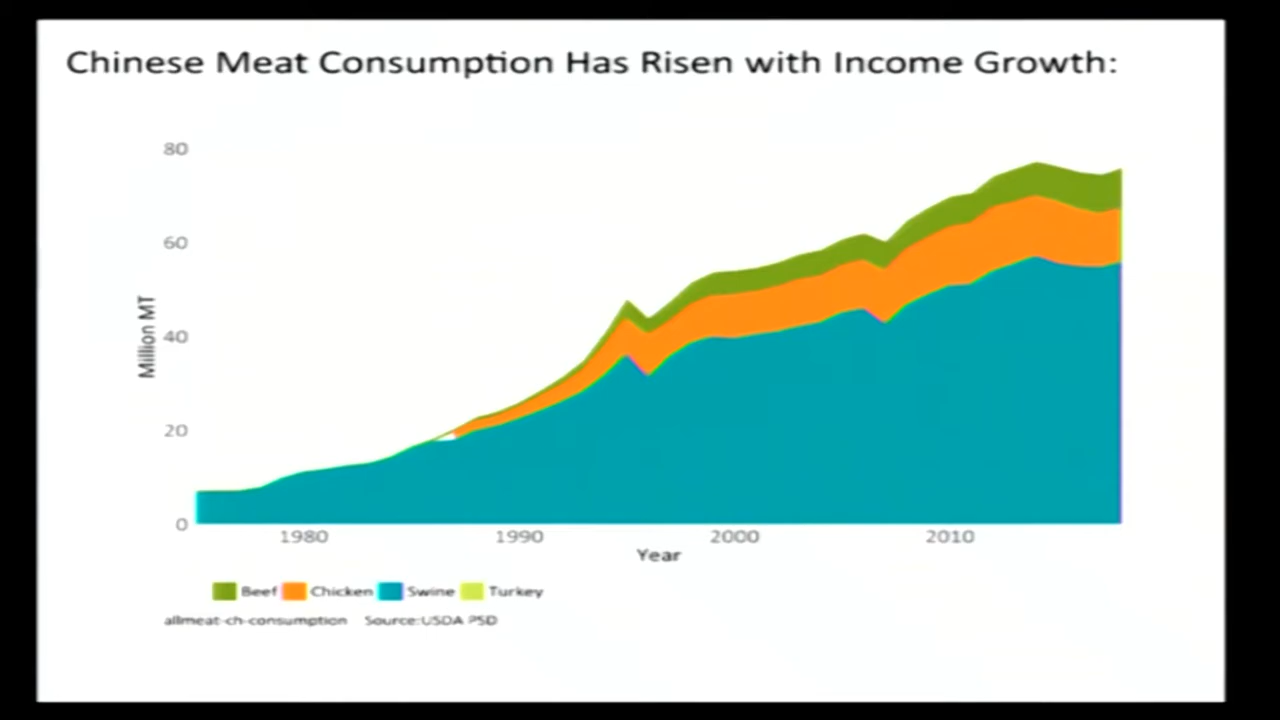 Chinese Meat Consumption Has Risen with Income Growth:
80
60
40
20
0
Million MT
1980 1990 2000 2010
Year
Beef Chicken Swine Turkey
allmeat-ch-consumption Source:USDA PSD